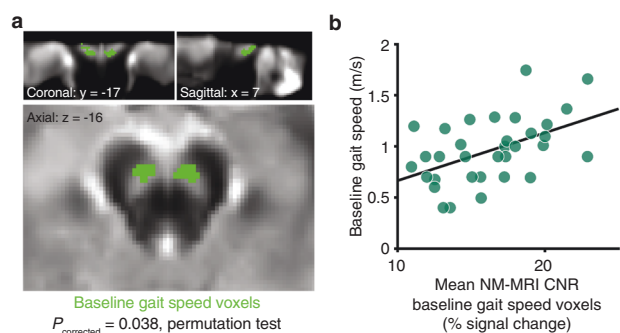 a
Coronal: y = -17
Sagittal: x = 7
Axial: z = -16
Baseline gait speed voxels
Pcorrected = 0.038, permutation test
b
Baseline gait speed (m/s)
2
1.5
1
0.5
0
10
20
Mean NM-MRI CNR
baseline gait speed voxels
(% signal change)